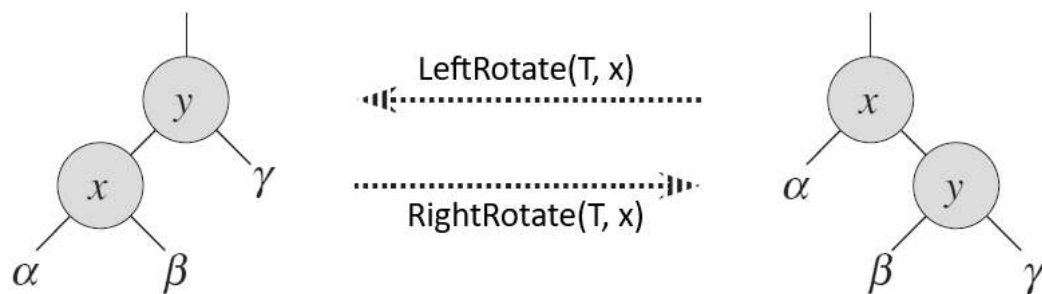 y
x
γ
α
β
LeftRotate(T, x)
RightRotate(T, x)
x
α
y
β
γ